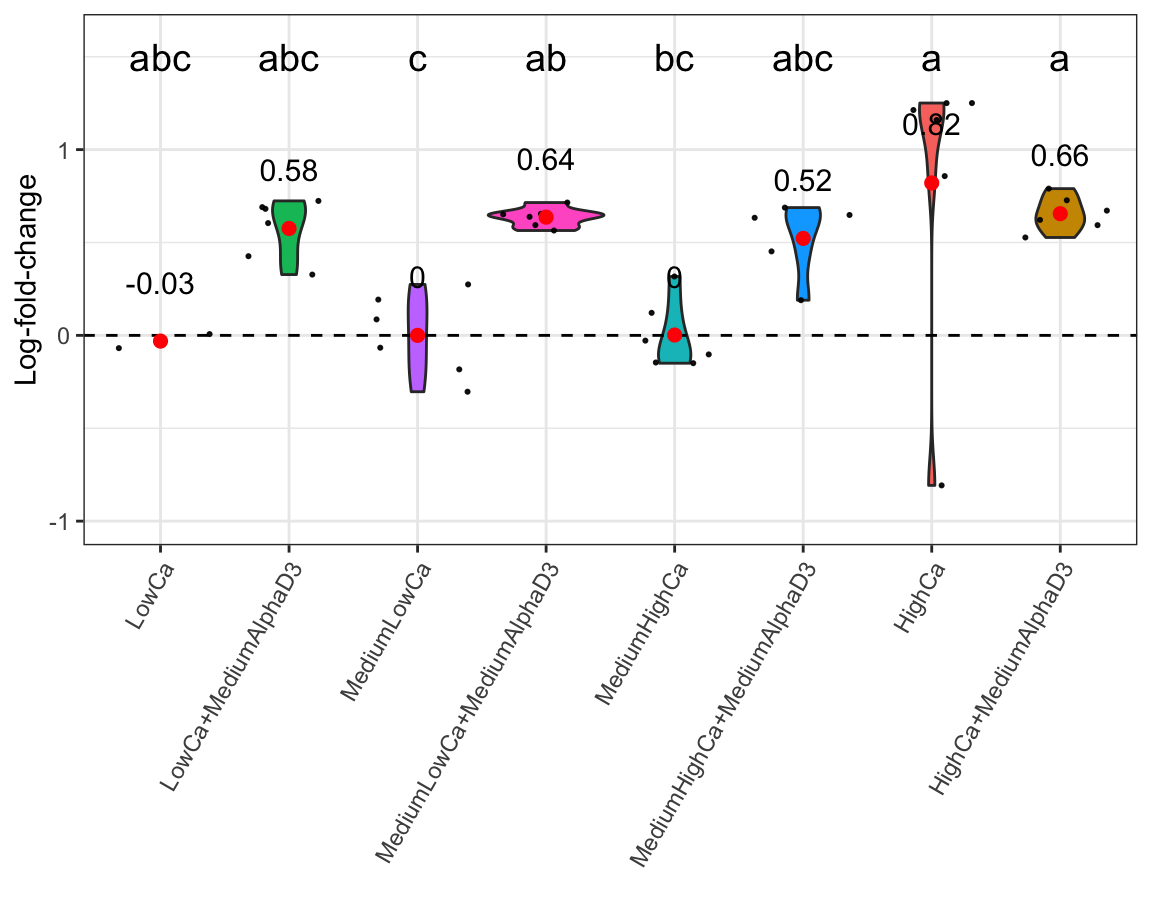 abc abc c ab bc abc a a
0.82
0.64
0.66
0.58
0.52
-0.03
0
0
Log-fold-change
1
0
-1
LowCa
LowCa+MediumAlphaD3
MediumLowCa
MediumLowCa+MediumAlphaD3
MediumHighCa
MediumHighCa+MediumAlphaD3
HighCa
HighCa+MediumAlphaD3